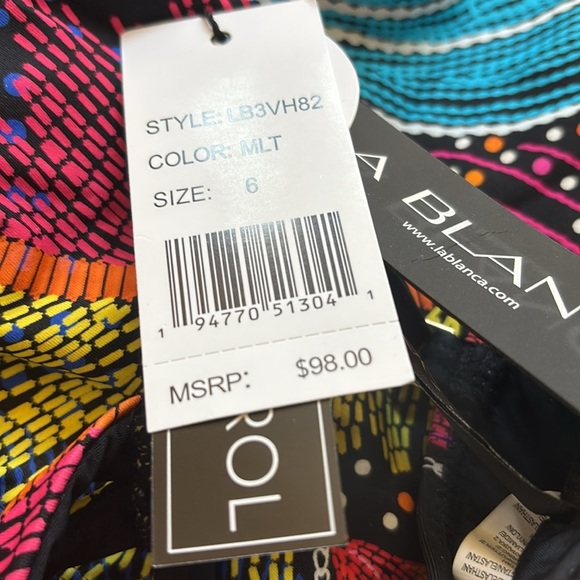 STYLE: LB3VH82
COLOR: MLT
SIZE: 6
1 94770 51304 1
MSRP: $98.00
A BLAN
www.lablanca.com
ROL